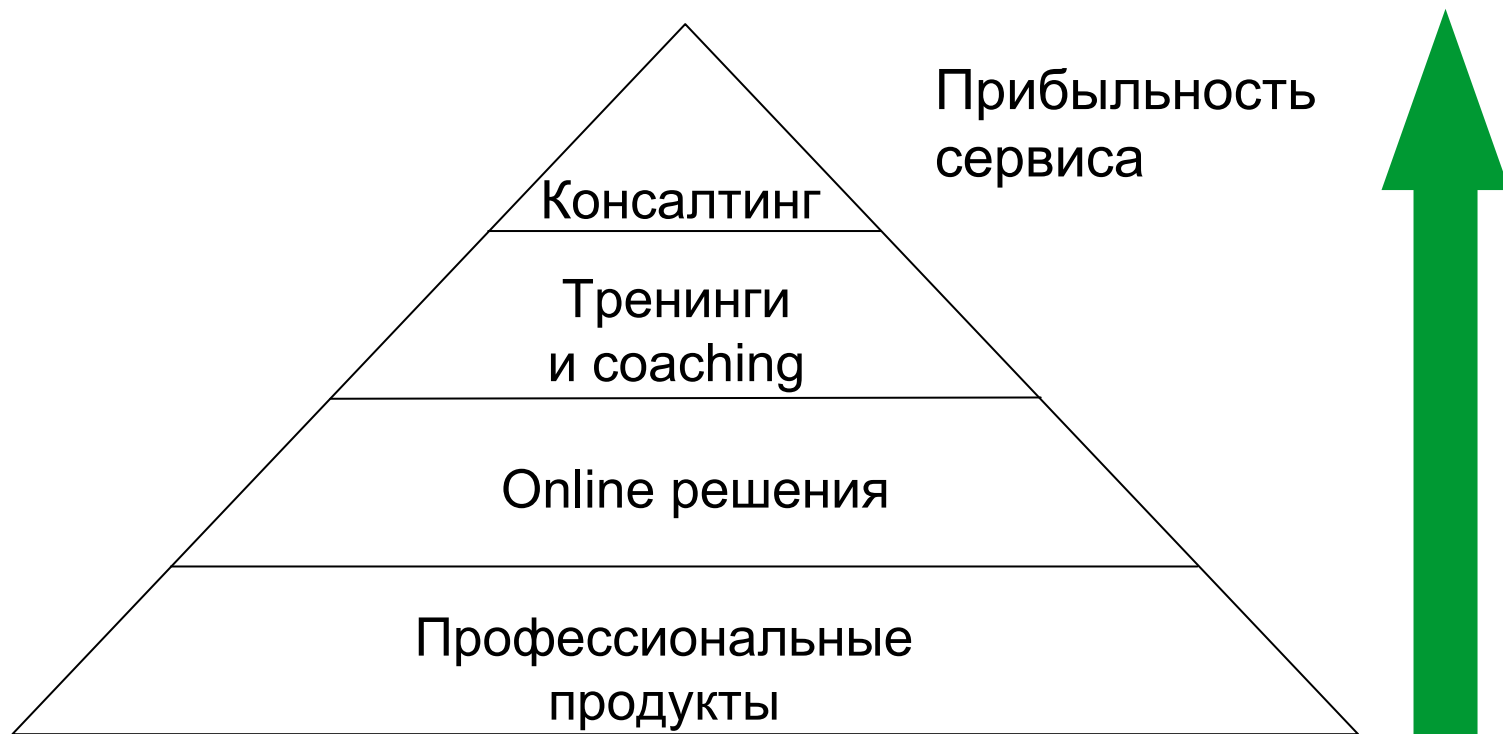 Прибыльность
сервиса
Консалтинг
Тренинги
и coaching
Online решения
Профессиональные
продукты